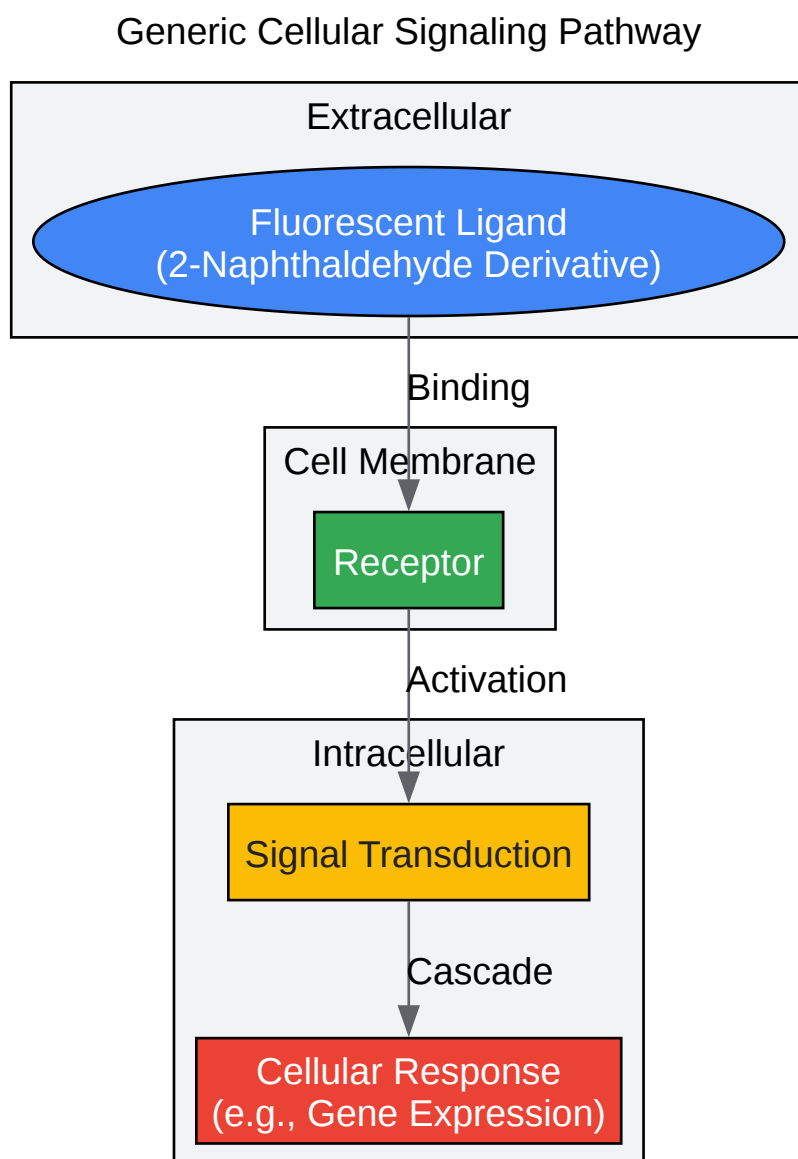 Generic Cellular Signaling Pathway
Extracellular
Fluorescent Ligand
(2-Naphthaldehyde Derivative)
Binding
Cell Membrane
Receptor
Activation
Intracellular
Signal Transduction
Cascade
Cellular Response
(e.g., Gene Expression)